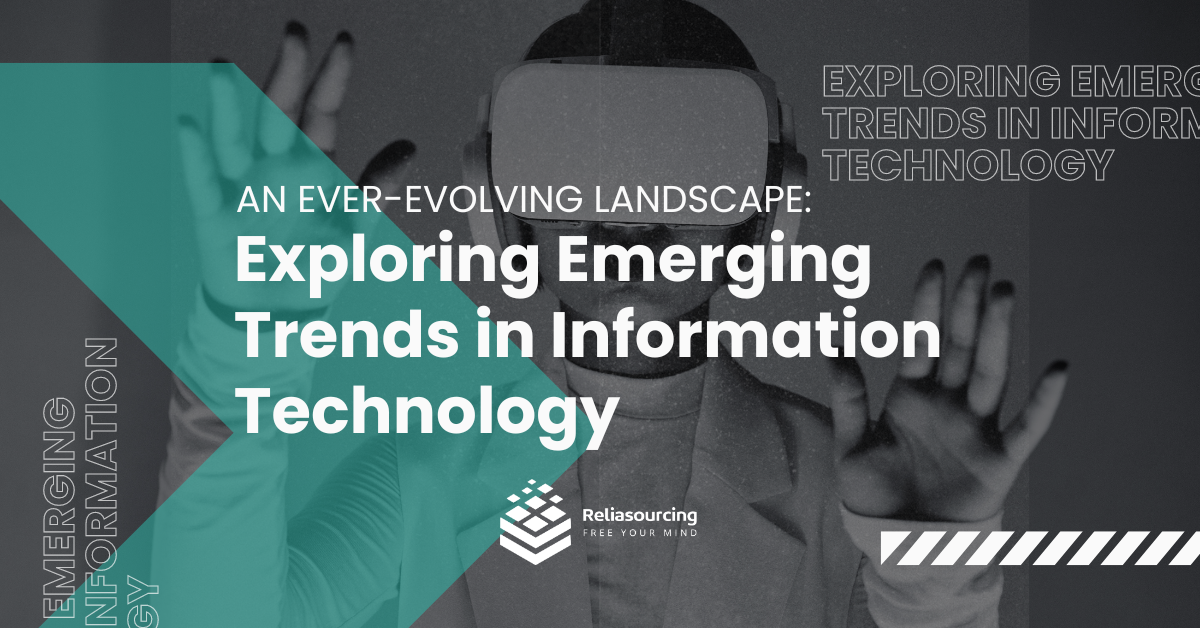 EXPLORING EMERG
TRENDS IN INFORM
TECHNOLOGY
AN EVER-EVOLVING LANDSCAPE:
Exploring Emerging
Trends in Information
Technology
Reliasourcing
FREE YOUR MIND
EMERGING
NFORMATION
GY